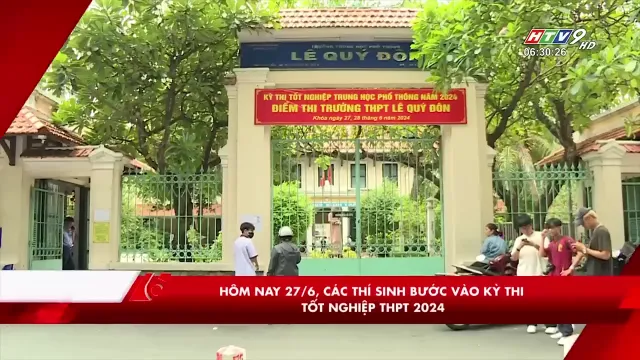 HTV9 HD
06:30:26
LÊ QUÝ ĐÔN
KỲ THI TỐT NGHIỆP TRUNG HỌC PHỔ THÔNG NĂM 2024
ĐIỂM THI TRƯỜNG THPT LÊ QUÝ ĐÔN
Khóa ngày 27, 28 tháng 6 năm 2024
HÔM NAY 27/6, CÁC THÍ SINH BƯỚC VÀO KỲ THI
TỐT NGHIỆP THPT 2024